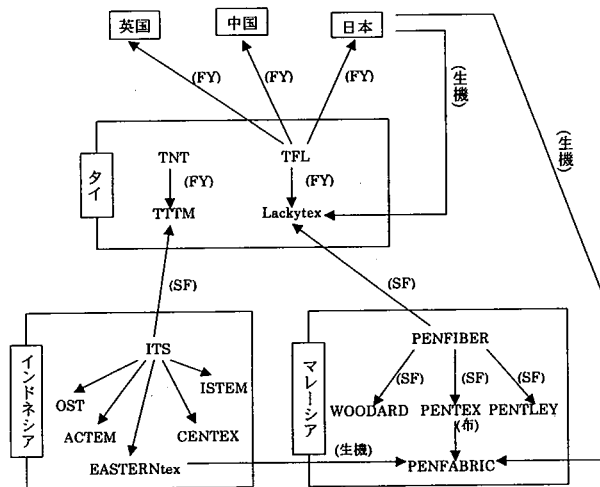 英国
中国
日本
(FY)
(FY)
(FY)
(生機)
(生機)
タイ
TNT
TFL
(FY)
(FY)
TTTM
Lackytex
(SF)
(SF)
インドネシア
ITS
OST
ISTEM
ACTEM
CENTEX
EASTERNtex
(生機)
マレーシア
PENFIBER
(SF)
(SF)
(SF)
WOODARD
PENTEX
PENTLEY
(布)
PENFABRIC